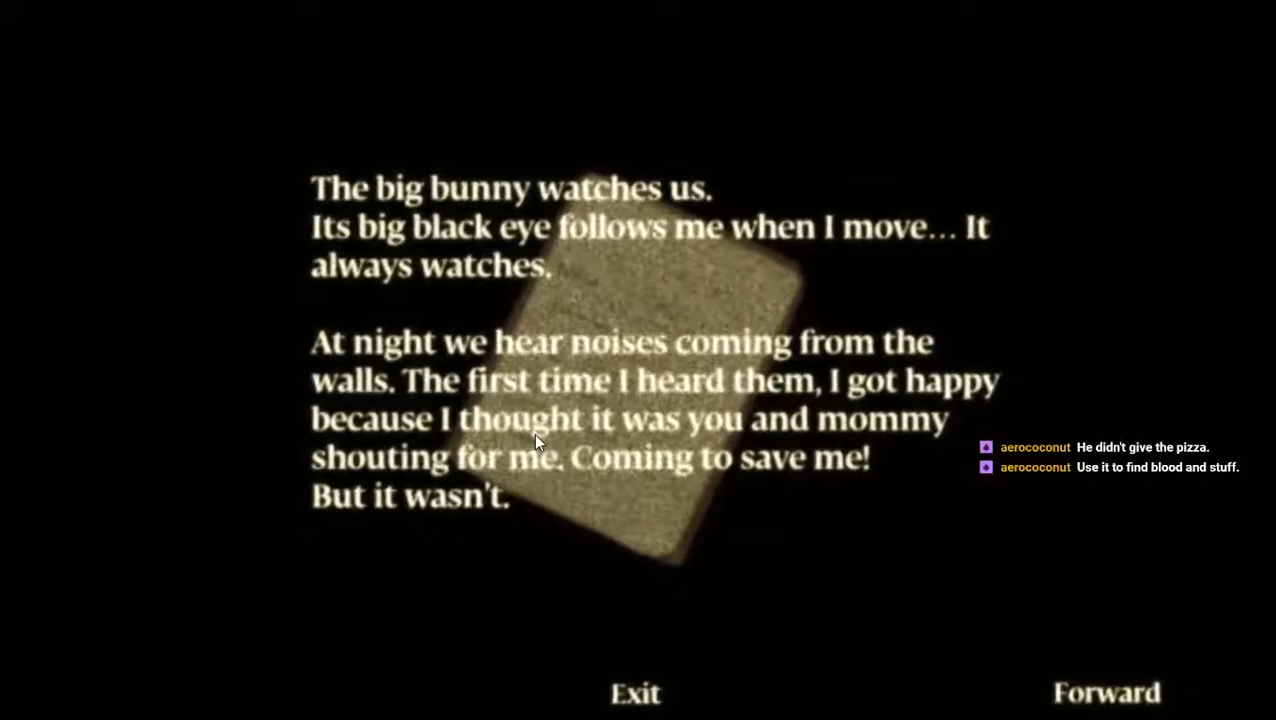 The big bunny watches us.
Its big black eye follows me when I move... It
always watches.
At night we hear noises coming from the
walls. The first time I heard them, I got happy
because I thought it was you and mommy
shouting for me. Coming to save me!
But it wasn't.
aerococonut He didn't give the pizza.
aerococonut Use it to find blood and stuff.
Exit
Forward